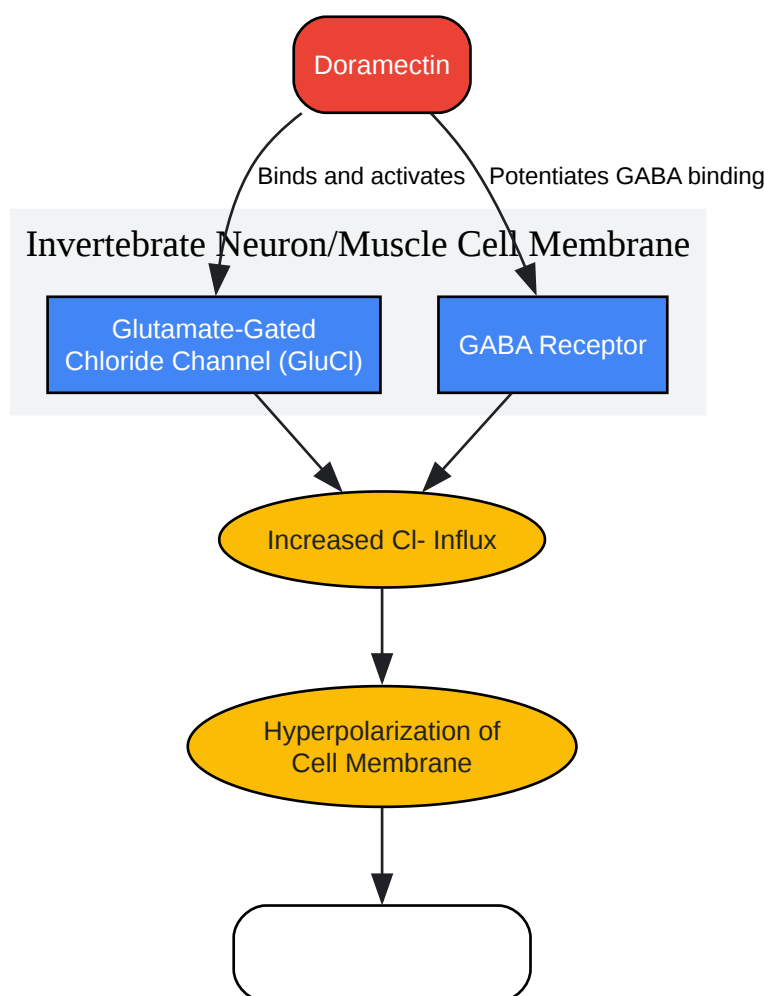 Doramectin
Binds and activates
Potentiates GABA binding
Invertebrate Neuron/Muscle Cell Membrane
Glutamate-Gated
Chloride Channel (GluCl)
GABA Receptor
Increased Cl- Influx
Hyperpolarization of
Cell Membrane